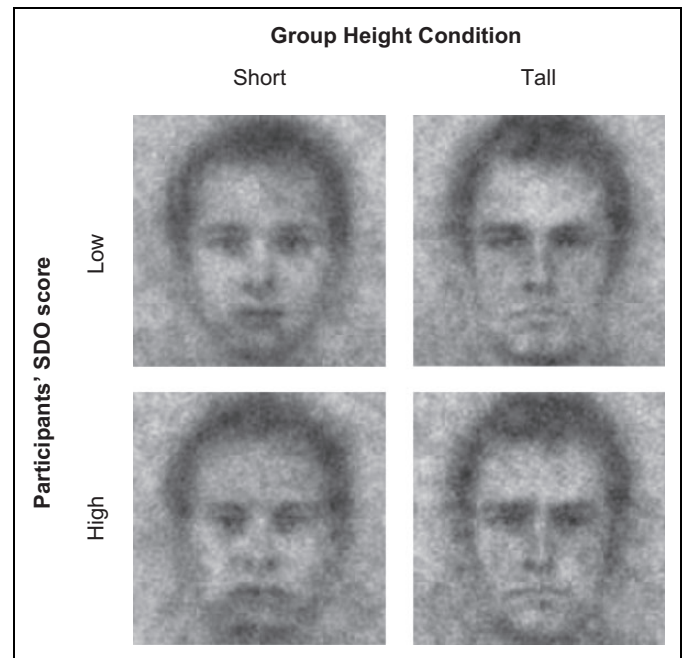 Group Height Condition
Short Tall
Participants’ SDO score
Low
High